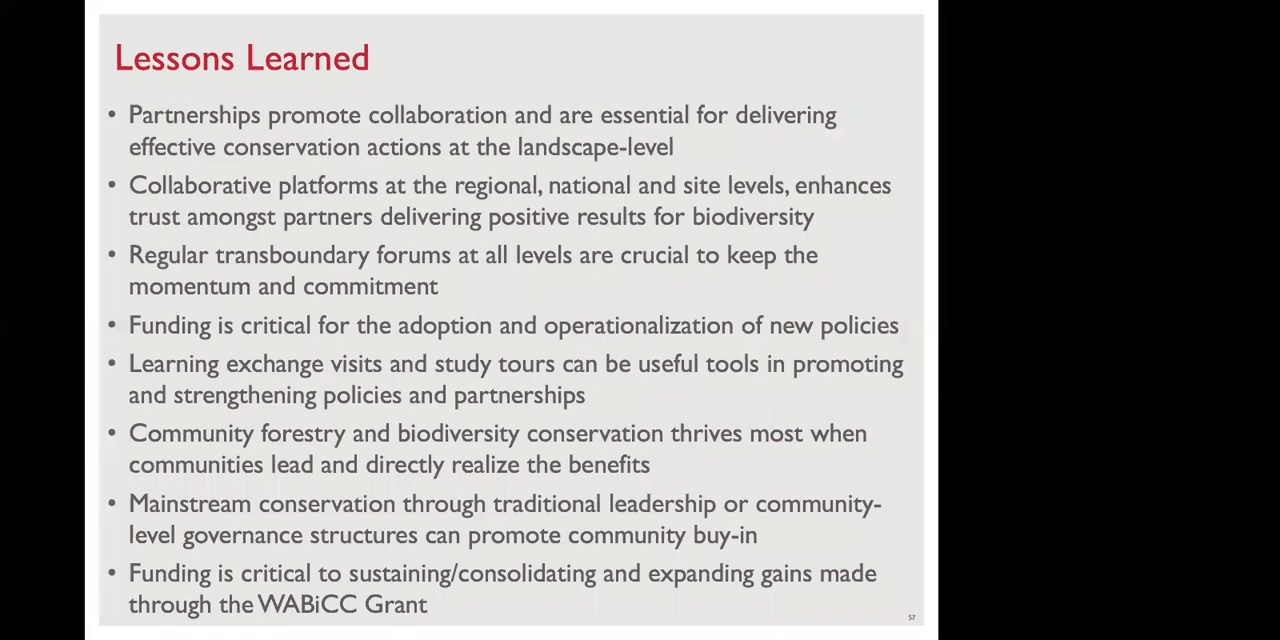 Lessons Learned
• Partnerships promote collaboration and are essential for delivering
effective conservation actions at the landscape-level
• Collaborative platforms at the regional, national and site levels, enhances
trust amongst partners delivering positive results for biodiversity
• Regular transboundary forums at all levels are crucial to keep the
momentum and commitment
• Funding is critical for the adoption and operationalization of new policies
• Learning exchange visits and study tours can be useful tools in promoting
and strengthening policies and partnerships
• Community forestry and biodiversity conservation thrives most when
communities lead and directly realize the benefits
• Mainstream conservation through traditional leadership or community-
level governance structures can promote community buy-in
• Funding is critical to sustaining/consolidating and expanding gains made
through the WABiCC Grant
57